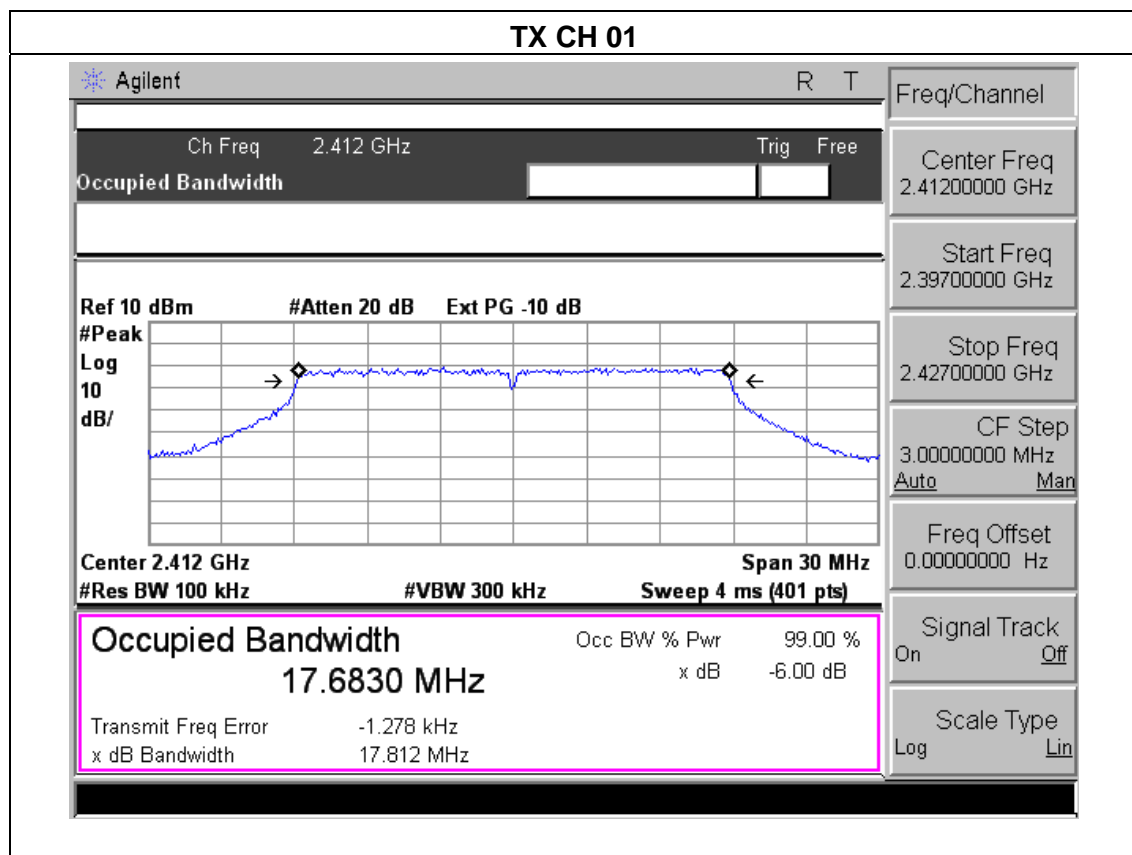 TX CH 01
Agilent R T
Freq/Channel
Ch Freq 2.412 GHz Trig Free
Occupied Bandwidth
Center Freq
2.41200000 GHz
Start Freq
2.39700000 GHz
Stop Freq
2.42700000 GHz
CF Step
3.00000000 MHz
Auto Man
Freq Offset
0.00000000 Hz
Signal Track
On Off
Scale Type
Log Lin
Ref 10 dBm #Atten 20 dB Ext PG -10 dB
#Peak
Log
10
dB/
Center 2.412 GHz Span 30 MHz
#Res BW 100 kHz #VBW 300 kHz Sweep 4 ms (401 pts)
Occupied Bandwidth Occ BW % Pwr 99.00 %
17.6830 MHz x dB -6.00 dB
Transmit Freq Error -1.278 kHz
x dB Bandwidth 17.812 MHz